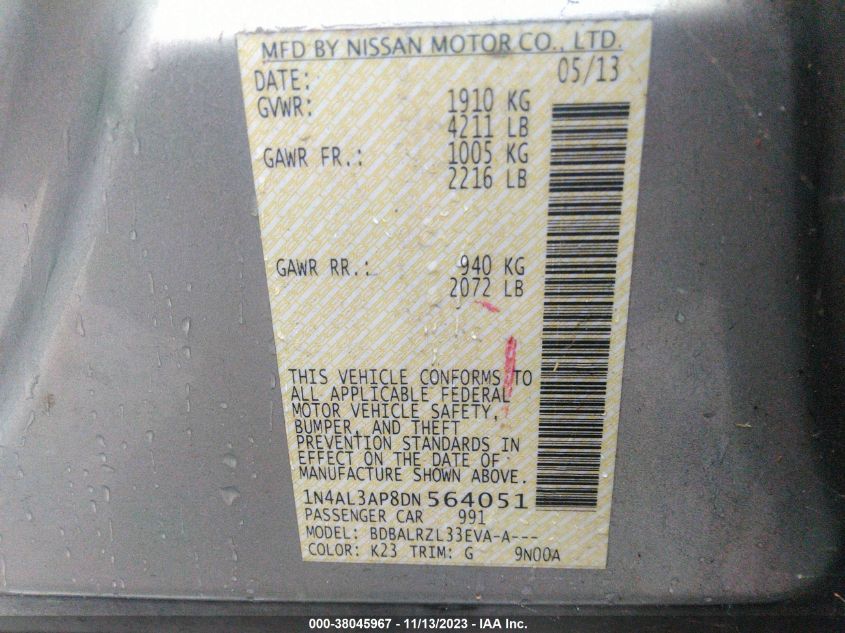 MFD BY NISSAN MOTOR CO., LTD.
DATE: 05/13
GVWR: 1910 KG
4211 LB
GAWR FR.: 1005 KG
2216 LB
GAWR RR.: 940 KG
2072 LB
THIS VEHICLE CONFORMS TO
ALL APPLICABLE FEDERAL
MOTOR VEHICLE SAFETY,
BUMPER, AND THEFT
PREVENTION STANDARDS IN
EFFECT ON THE DATE OF
MANUFACTURE SHOWN ABOVE.
1N4AL3AP8DN564051
PASSENGER CAR 991
MODEL: BDBALRZL33EVA-A---
COLOR: K23 TRIM: G 9N00A
000-38045967 - 11/13/2023 - IAA Inc.